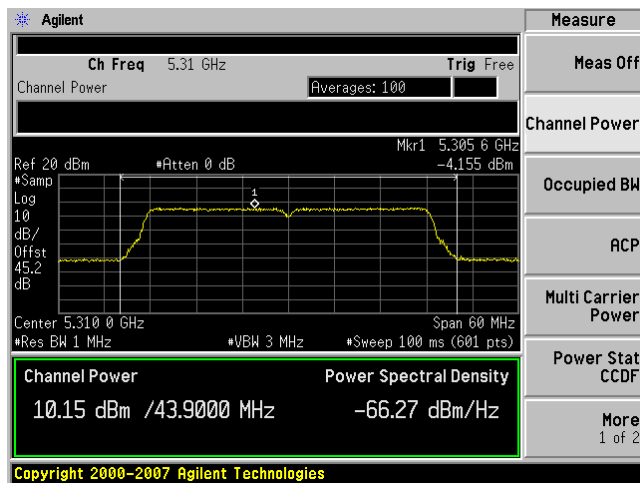 Agilent
Measure
Ch Freq 5.31 GHz Trig Free
Channel Power Averages: 100
Mkr1 5.305 6 GHz
Ref 20 dBm #Atten 0 dB -4.155 dBm
#Samp
Log
10
dB/
Offst
45.2
dB
1
Center 5.310 0 GHz Span 60 MHz
#Res BW 1 MHz #VBW 3 MHz #Sweep 100 ms (601 pts)
Channel Power Power Spectral Density
10.15 dBm /43.9000 MHz -66.27 dBm/Hz
Meas Off
Channel Power
Occupied BW
ACP
Multi Carrier
Power
Power Stat
CCDF
More
1 of 2
Copyright 2000-2007 Agilent Technologies